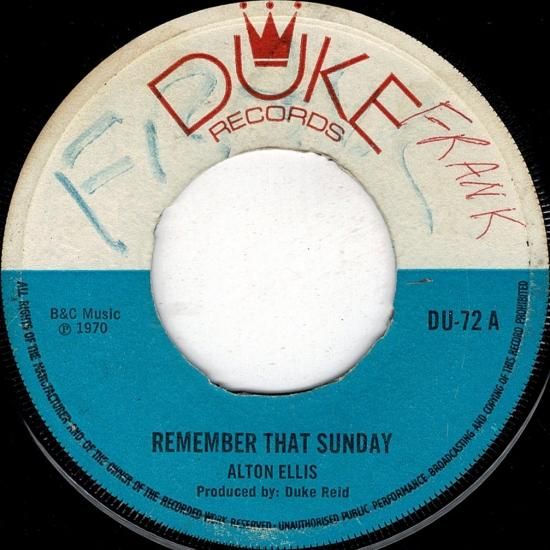 DUKE
RECORDS
FRANK
B&C Music
℗ 1970
DU-72 A
REMEMBER THAT SUNDAY
ALTON ELLIS
Produced by: Duke Reid
ALL RIGHTS OF THE MANUFACTURER AND OF THE OWNER OF THE RECORDED WORK RESERVED-UNAUTHORISED PUBLIC PERFORMANCE BROADCASTING AND COPYING OF THIS RECORD PROHIBITED